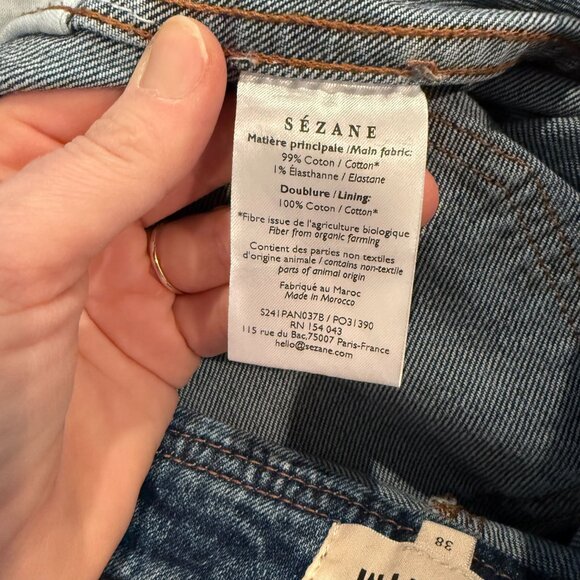 SÉZANE
Matière principale /Main fabric:
99% Coton / Cotton*
1% Élasthanne / Elastane
Doublure / Lining:
100% Coton / Cotton*
*Fibre issue de l'agriculture biologique
Fiber from organic farming
Contient des parties non textiles
d'origine animale / contains non-textile
parts of animal origin
Fabriqué au Maroc
Made in Morocco
S241PAN037B / PO31390
RN 154 043
115 rue du Bac,75007 Paris-France
hello@sezane.com
38